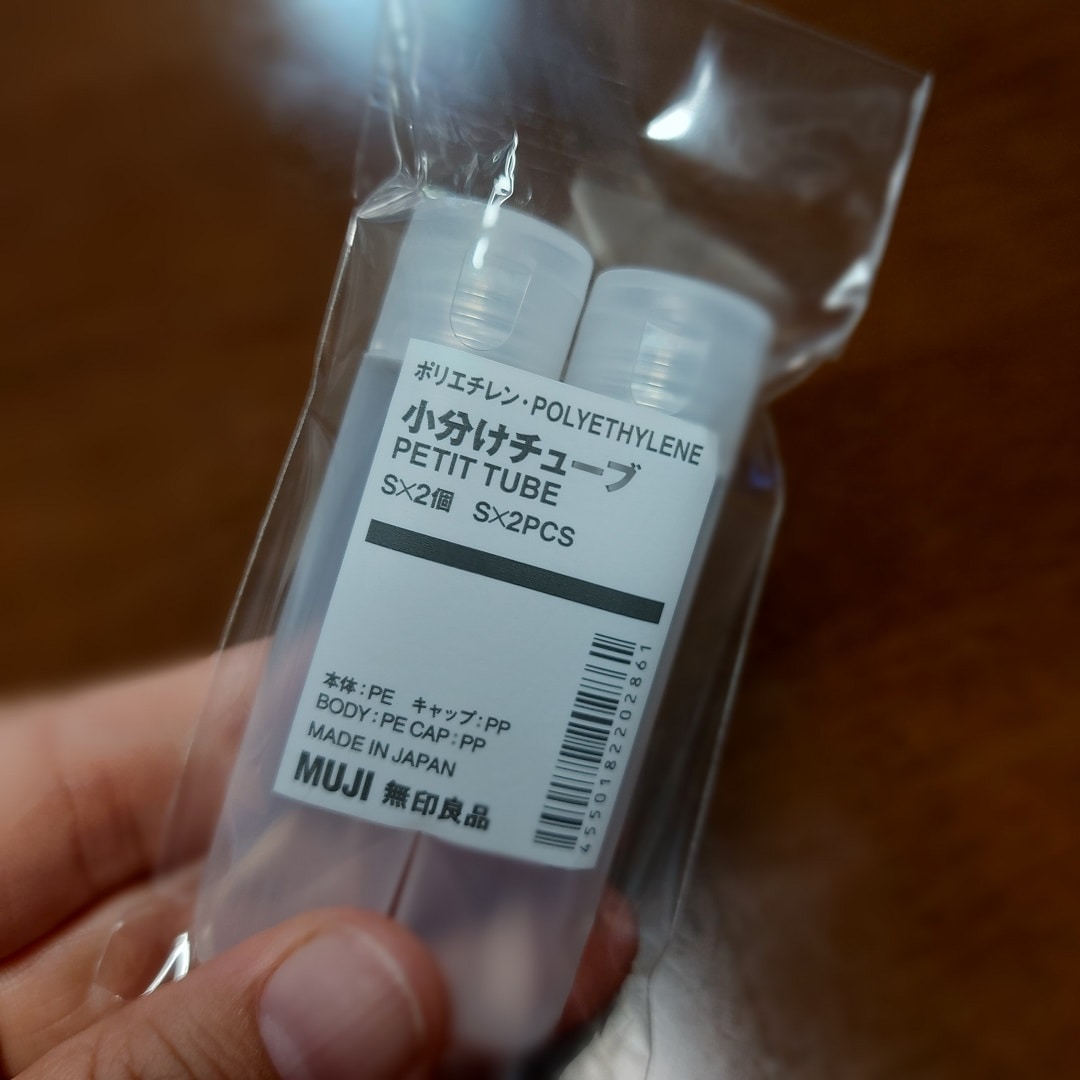 ポリエチレン・POLYETHYLENE
小分けチューブ
PETIT TUBE
S×2個 S×2PCS
本体:PE キャップ:PP
BODY:PE CAP:PP
MADE IN JAPAN
MUJI 無印良品
4550182202861